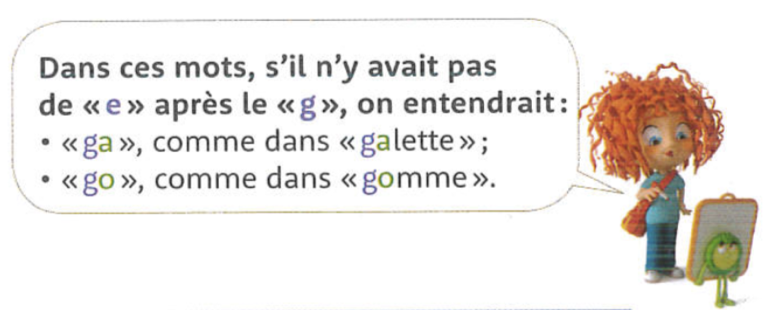 Dans ces mots, s'il n'y avait pas
de « e » après le « g », on entendrait :
• « ga », comme dans « galette » ;
• « go », comme dans « gomme ».